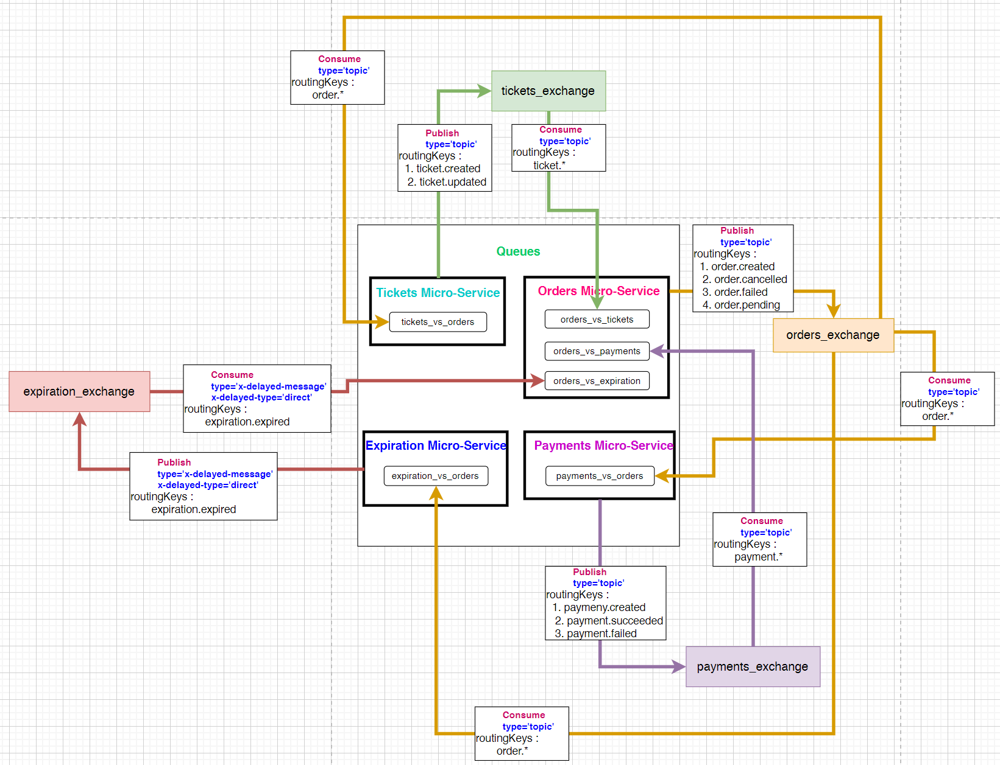 Consume
type='topic'
routingKeys :
order.*
tickets_exchange
Publish
type='topic'
routingKeys :
1. ticket.created
2. ticket.updated
Consume
type='topic'
routingKeys :
ticket.*
Queues
Publish
type='topic'
routingKeys :
1. order.created
2. order.cancelled
3. order.failed
4. order.pending
Tickets Micro-Service
tickets_vs_orders
Orders Micro-Service
orders_vs_tickets
orders_vs_payments
orders_vs_expiration
orders_exchange
expiration_exchange
Consume
type='x-delayed-message'
x-delayed-type='direct'
routingKeys :
expiration.expired
Consume
type='topic'
routingKeys :
order.*
Publish
type='x-delayed-message'
x-delayed-type='direct'
routingKeys :
expiration.expired
Expiration Micro-Service
expiration_vs_orders
Payments Micro-Service
payments_vs_orders
Consume
type='topic'
routingKeys :
payment.*
Publish
type='topic'
routingKeys :
1. paymeny.created
2. payment.succeeded
3. payment.failed
payments_exchange
Consume
type='topic'
routingKeys :
order.*